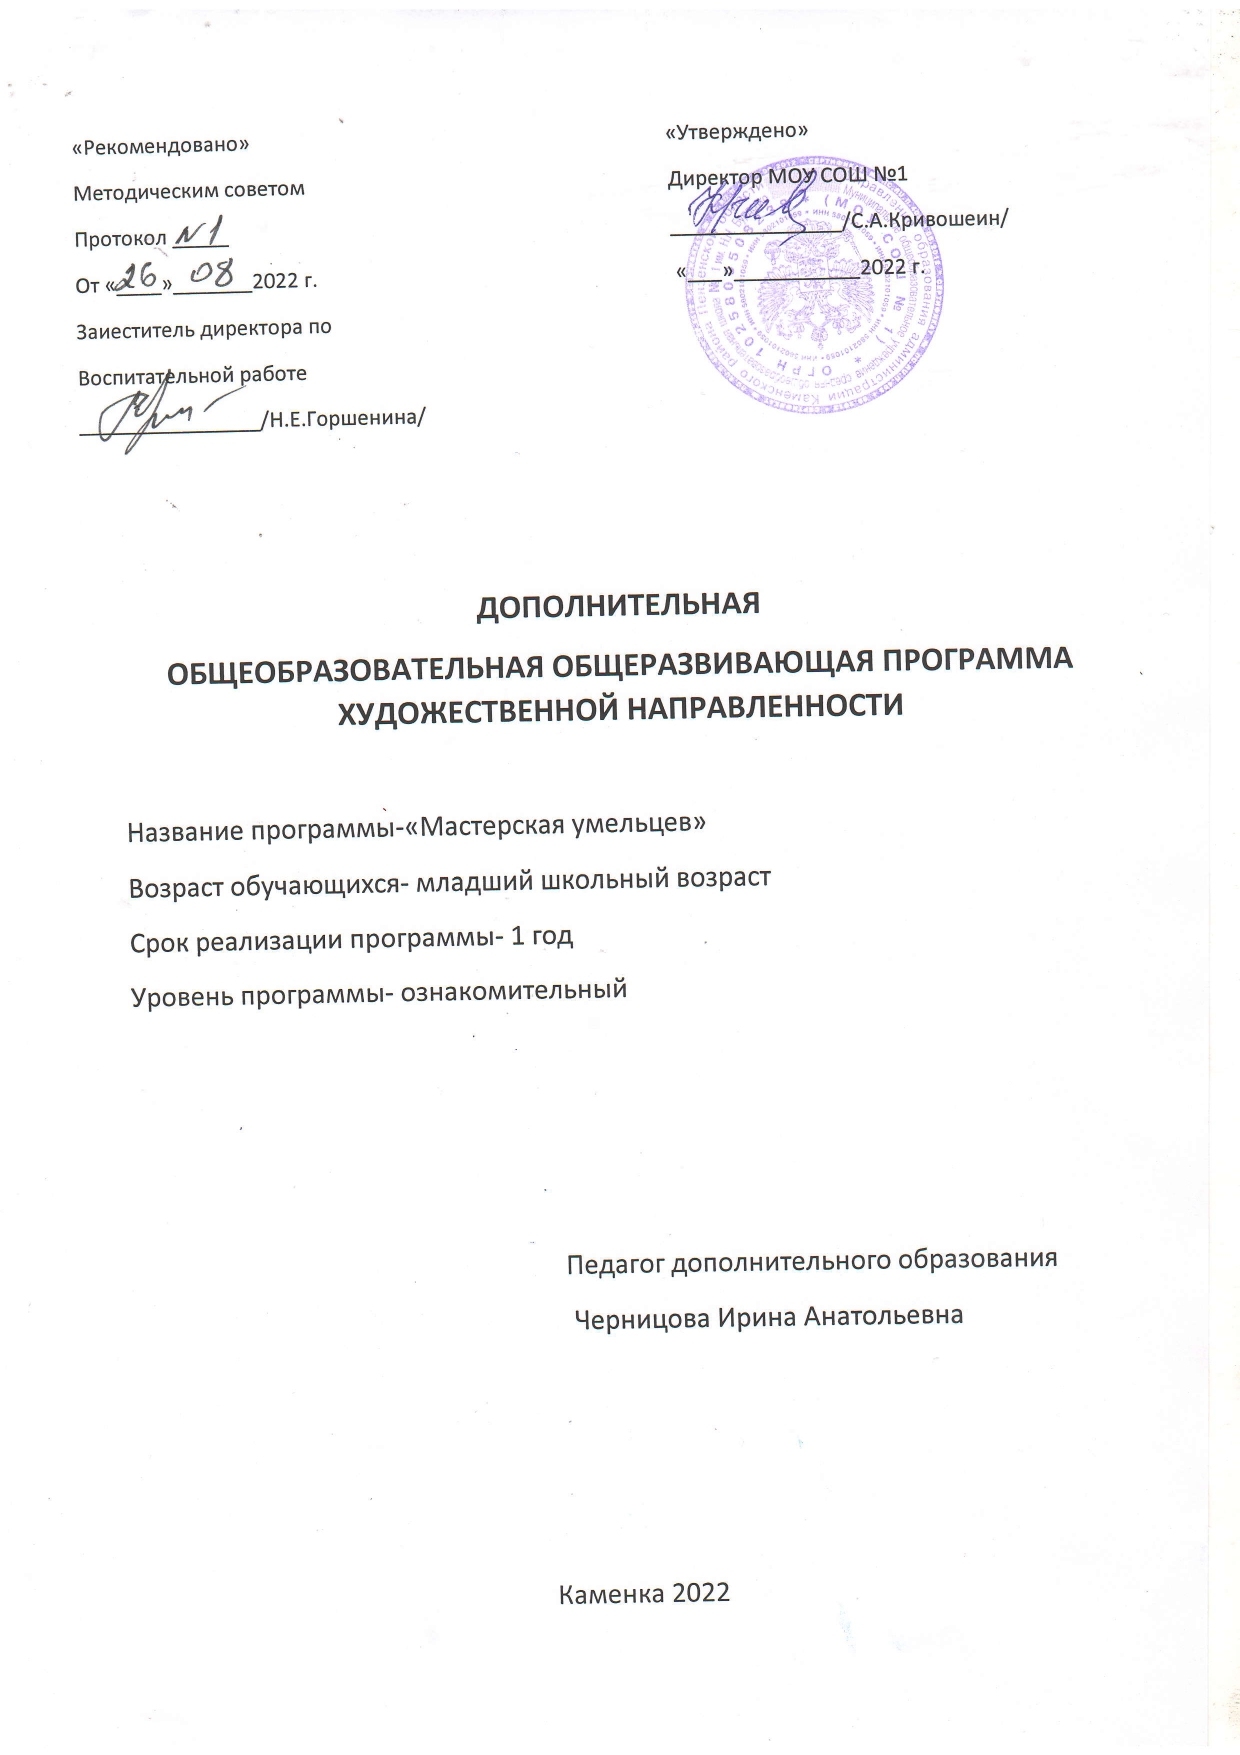 «Рекомендовано»
Методическим советом
Протокол №1
От «26» 08 2022 г.
Заиеститель директора по
Воспитательной работе
/Н.Е.Горшенина/
«Утверждено»
Директор МОУ СОШ №1
/С.А.Кривошеин/
«___»___________2022 г.
ДОПОЛНИТЕЛЬНАЯ
ОБЩЕОБРАЗОВАТЕЛЬНАЯ ОБЩЕРАЗВИВАЮЩАЯ ПРОГРАММА
ХУДОЖЕСТВЕННОЙ НАПРАВЛЕННОСТИ
Название программы-«Мастерская умельцев»
Возраст обучающихся- младший школьный возраст
Срок реализации программы- 1 год
Уровень программы- ознакомительный
Педагог дополнительного образования
Черницова Ирина Анатольевна
Каменка 2022